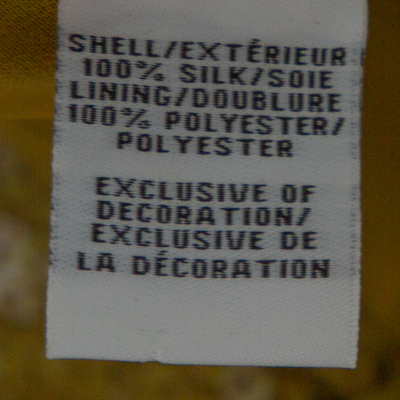 SHELL/EXTÉRIEUR
100% SILK/SOIE
LINING/DOUBLURE
100% POLYESTER/
POLYESTER
EXCLUSIVE OF
DECORATION/
EXCLUSIVE DE
LA DÉCORATION